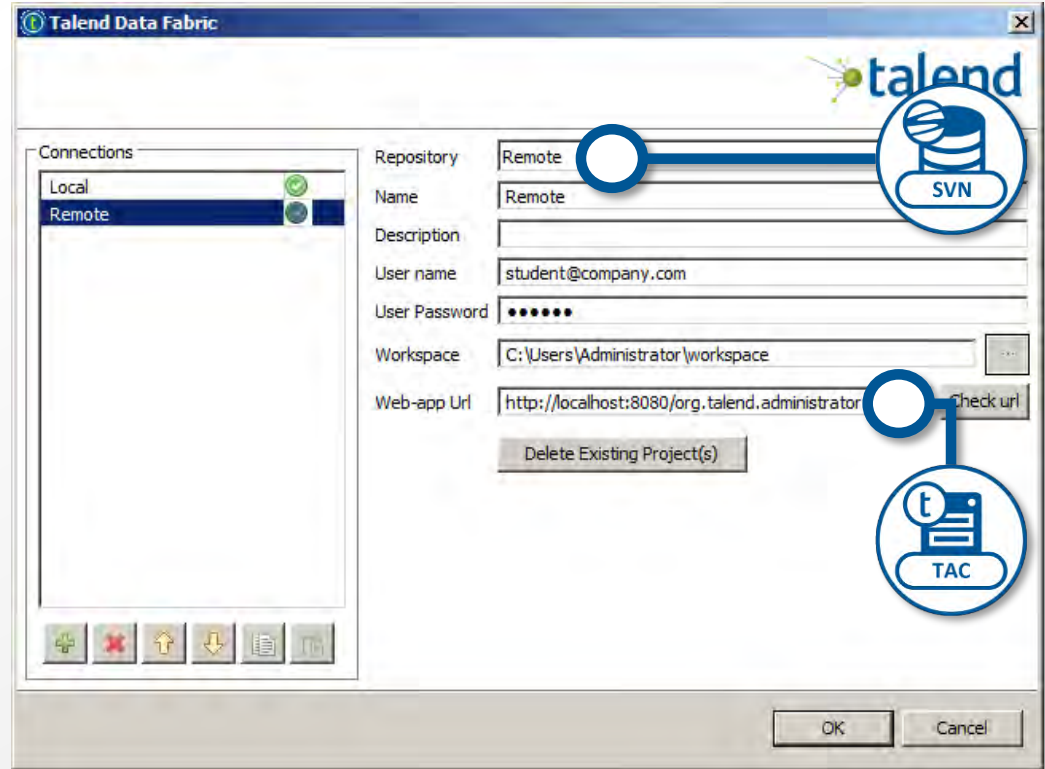 Talend Data Fabric
talend
Connections
Local
Remote
Repository Remote
Name Remote
Description
User name student@company.com
User Password ••••••
Workspace C:\Users\Administrator\workspace ...
Web-app Url http://localhost:8080/org.talend.administrator Check url
Delete Existing Project(s)
SVN
t
TAC
OK Cancel